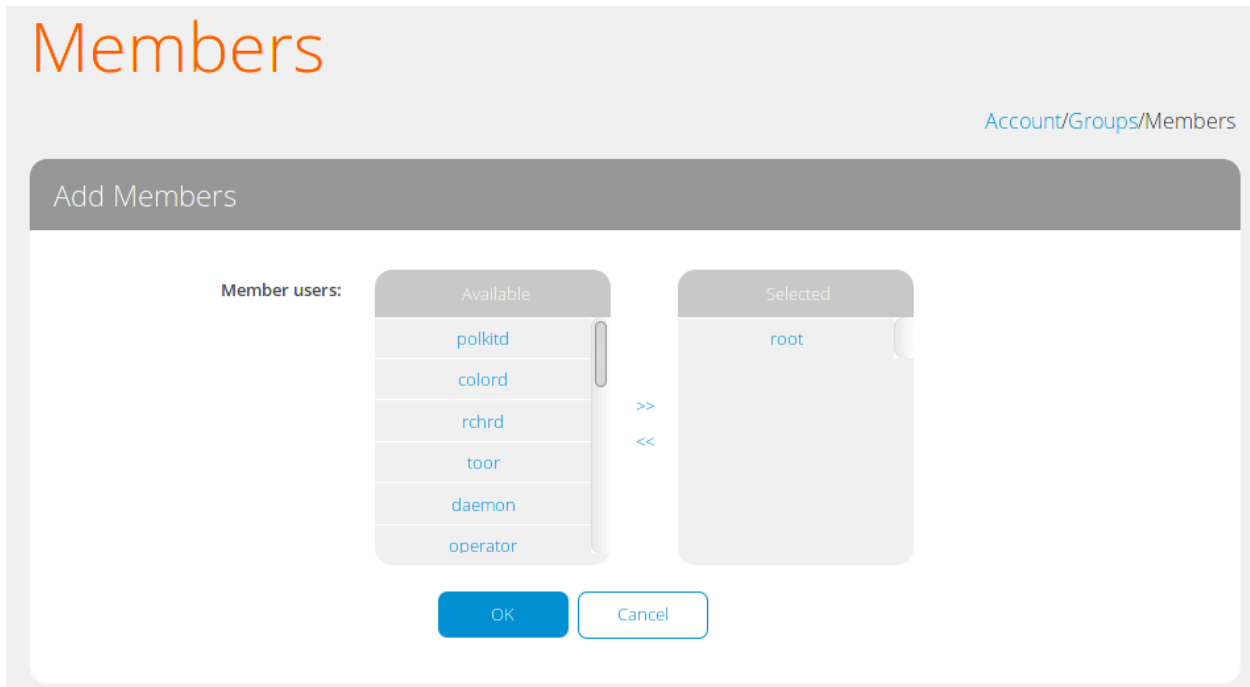 Members
Account/Groups/Members
Add Members
Member users:
Available
Selected
polkitd
root
colord
rchrd
>>
toor
<<
daemon
operator
OK
Cancel